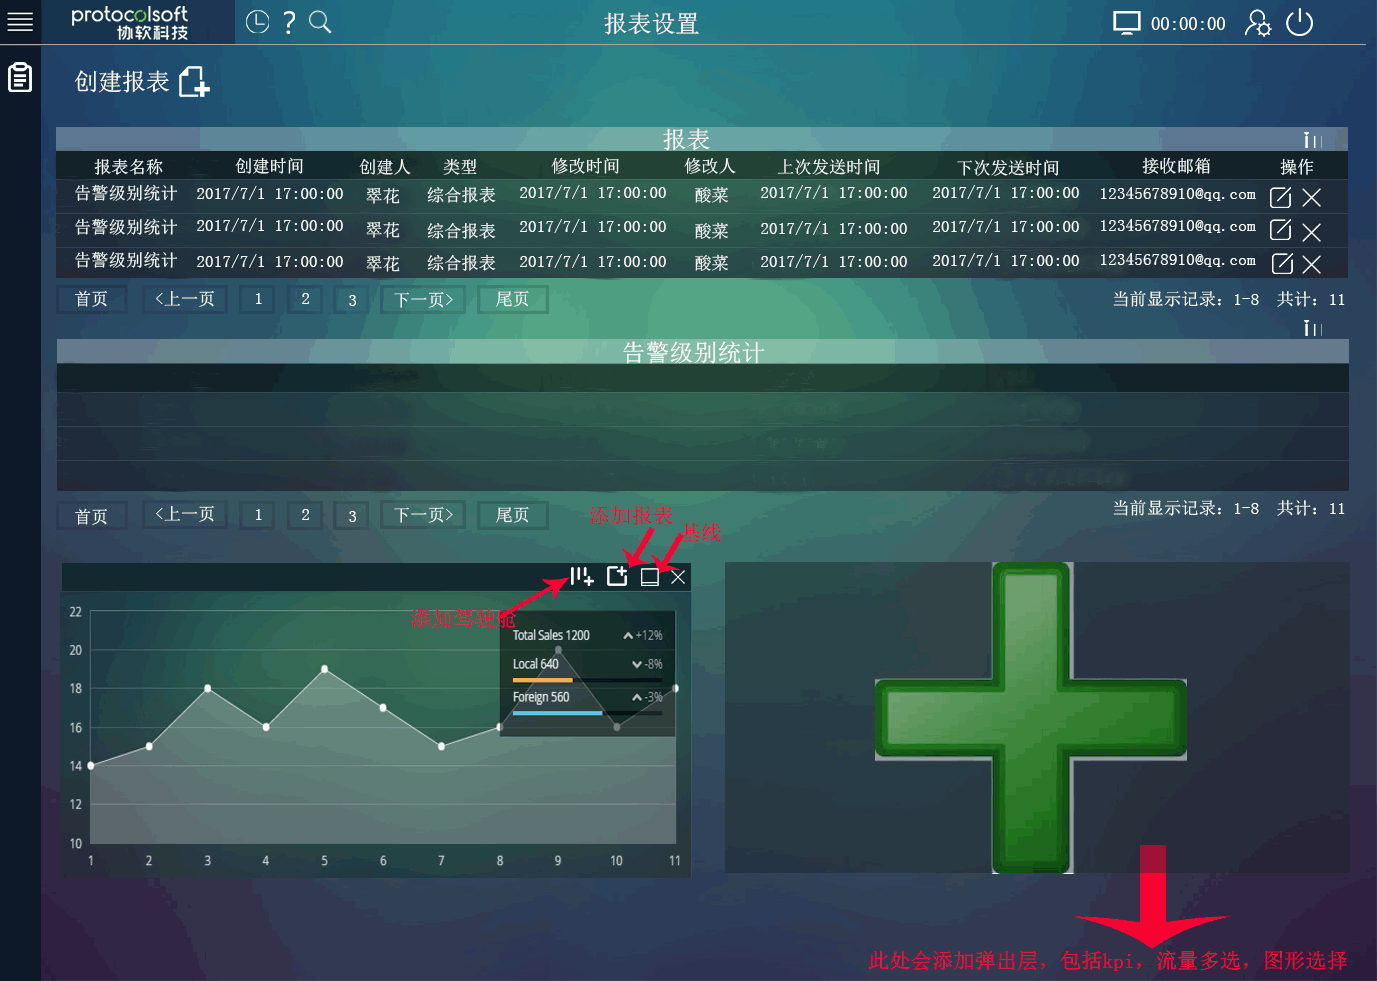 protocolsoft
协软科技
?
报表设置
00:00:00
创建报表
报表
报表名称 创建时间 创建人 类型 修改时间 修改人 上次发送时间 下次发送时间 接收邮箱 操作
告警级别统计 2017/7/1 17:00:00 翠花 综合报表 2017/7/1 17:00:00 酸菜 2017/7/1 17:00:00 2017/7/1 17:00:00 12345678910@qq.com
告警级别统计 2017/7/1 17:00:00 翠花 综合报表 2017/7/1 17:00:00 酸菜 2017/7/1 17:00:00 2017/7/1 17:00:00 12345678910@qq.com
告警级别统计 2017/7/1 17:00:00 翠花 综合报表 2017/7/1 17:00:00 酸菜 2017/7/1 17:00:00 2017/7/1 17:00:00 12345678910@qq.com
首页 <上一页 1 2 3 下一页> 尾页 当前显示记录: 1-8 共计: 11
告警级别统计
首页 <上一页 1 2 3 下一页> 尾页 当前显示记录: 1-8 共计: 11
添加报表
基线
添加驾驶舱
Total Sales 1200 +12%
Local 640 -8%
Foreign 560 -3%
22
20
18
16
14
12
10
1 2 3 4 5 6 7 8 9 10 11
此处会添加弹出层，包括kpi，流量多选，图形选择